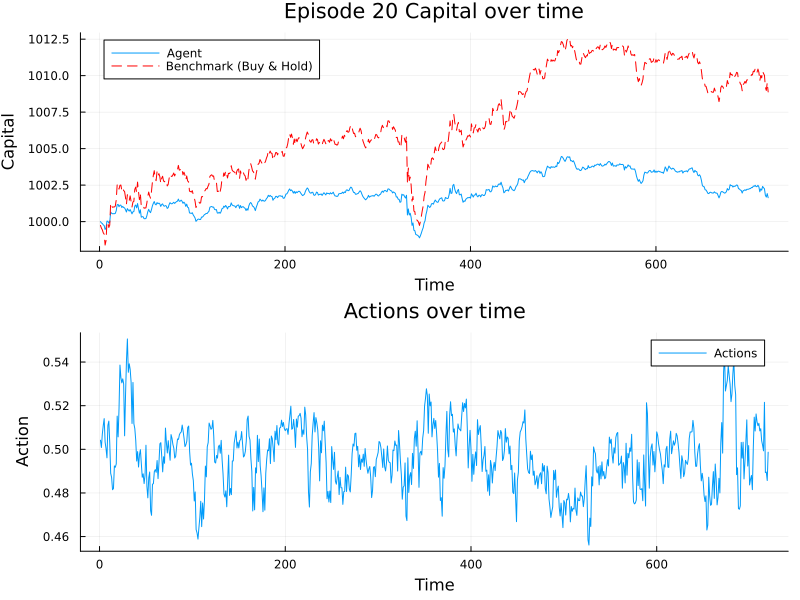 Episode 20 Capital over time
Capital
1012.5
1010.0
1007.5
1005.0
1002.5
1000.0
Agent
Benchmark (Buy & Hold)
0
200
400
600
Time
Actions over time
Action
0.54
0.52
0.50
0.48
0.46
Actions
0
200
400
600
Time